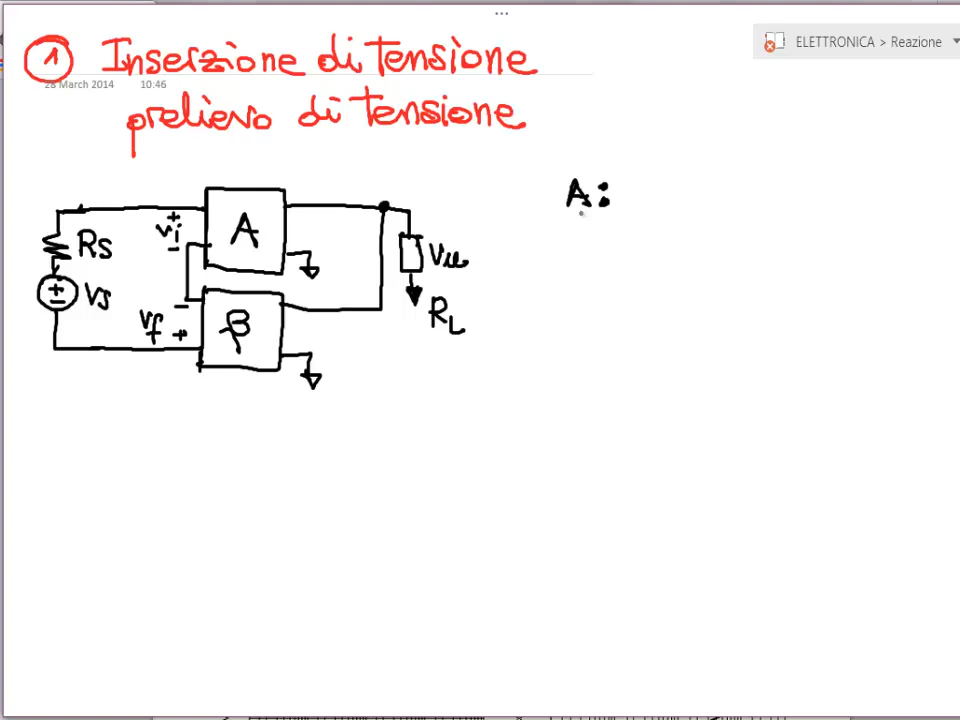 ...
ELETTRONICA > Reazione
1 Inserzione di tensione
28 March 2014 10:46
prelievo di tensione
A:
+
vi
-
A
RS
+
-
VS
Vu
RL
-
vf
+
β